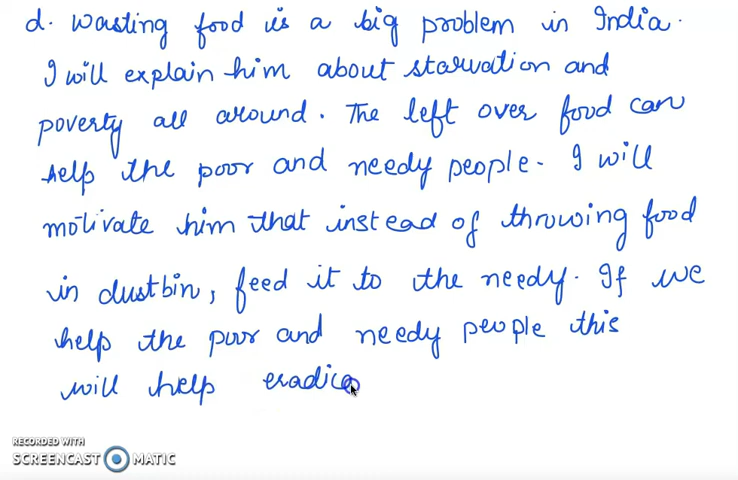 d. Wasting food is a big problem in India.
I will explain him about starvation and
poverty all around. The left over food can
help the poor and needy people. I will
motivate him that instead of throwing food
in dustbin, feed it to the needy. If we
help the poor and needy people this
will help eradica
RECORDED WITH
SCREENCAST MATIC